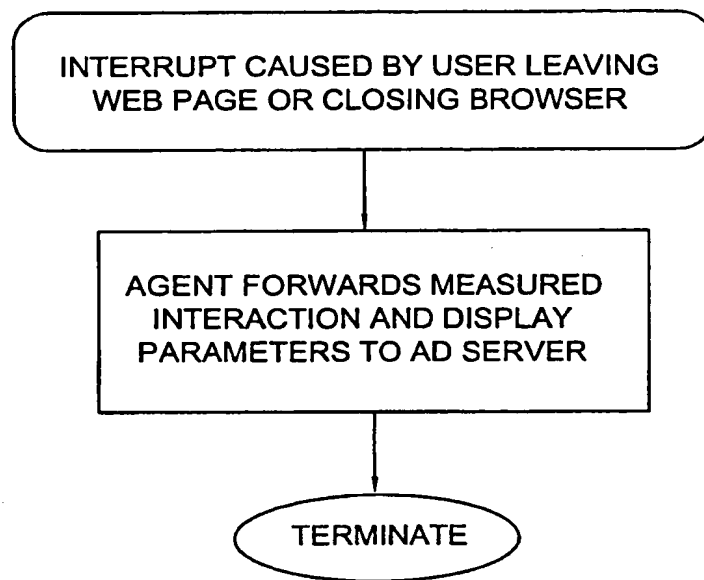 INTERRUPT CAUSED BY USER LEAVING
WEB PAGE OR CLOSING BROWSER
AGENT FORWARDS MEASURED
INTERACTION AND DISPLAY
PARAMETERS TO AD SERVER
TERMINATE